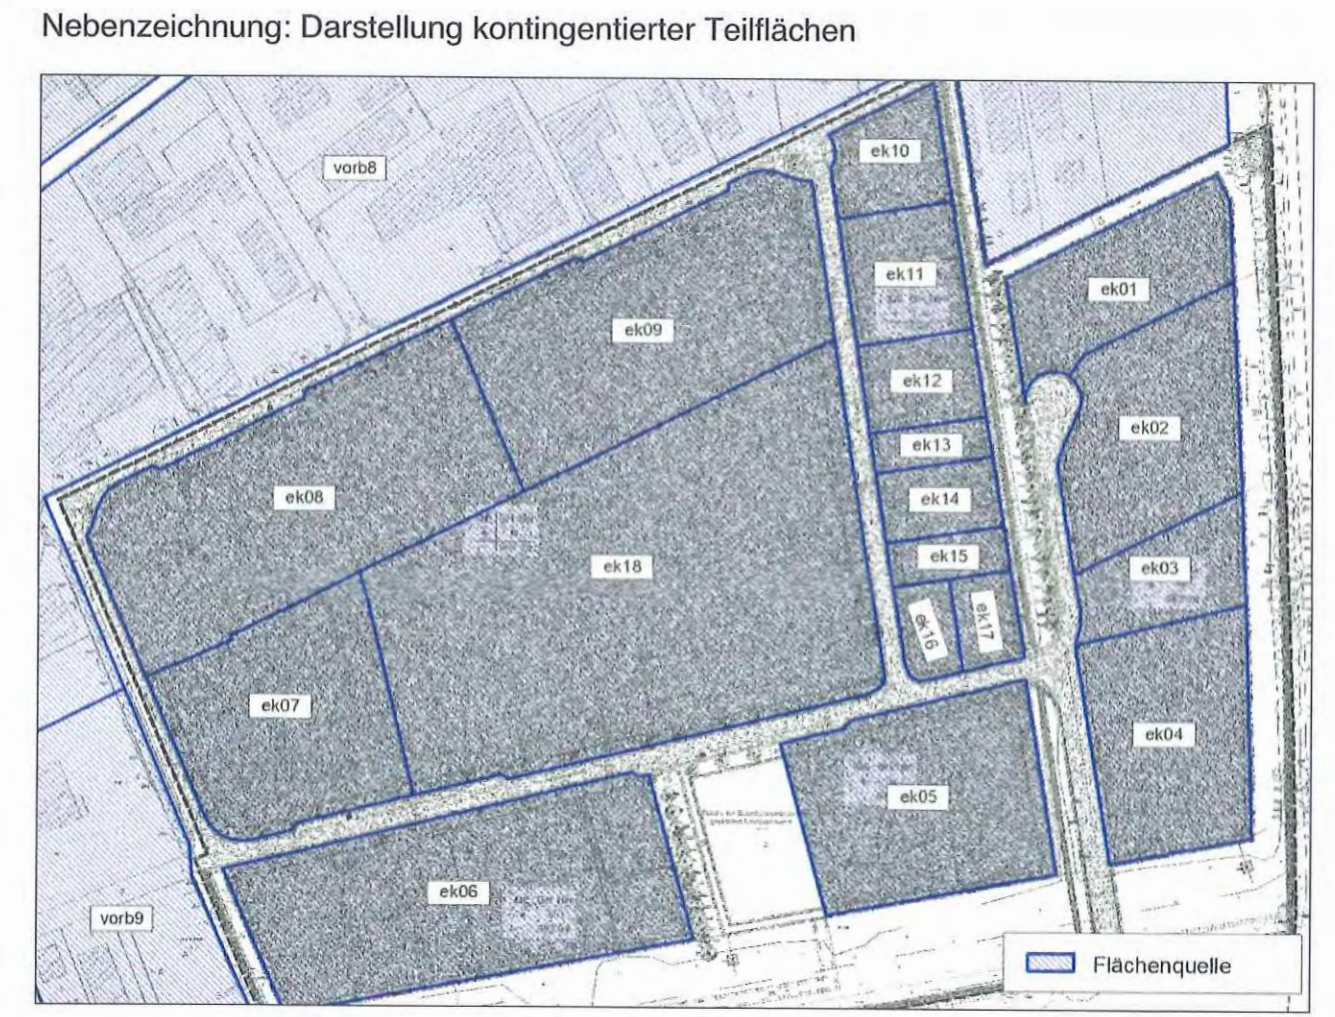 Nebenzeichnung: Darstellung kontingentierter Teilflächen
vorb8
ek10
ek11
ek01
ek09
ek12
ek02
ek13
ek08
ek14
ek15
ek18
ek03
ek16
ek17
ek07
ek04
ek05
ek06
vorb9
Flächenquelle